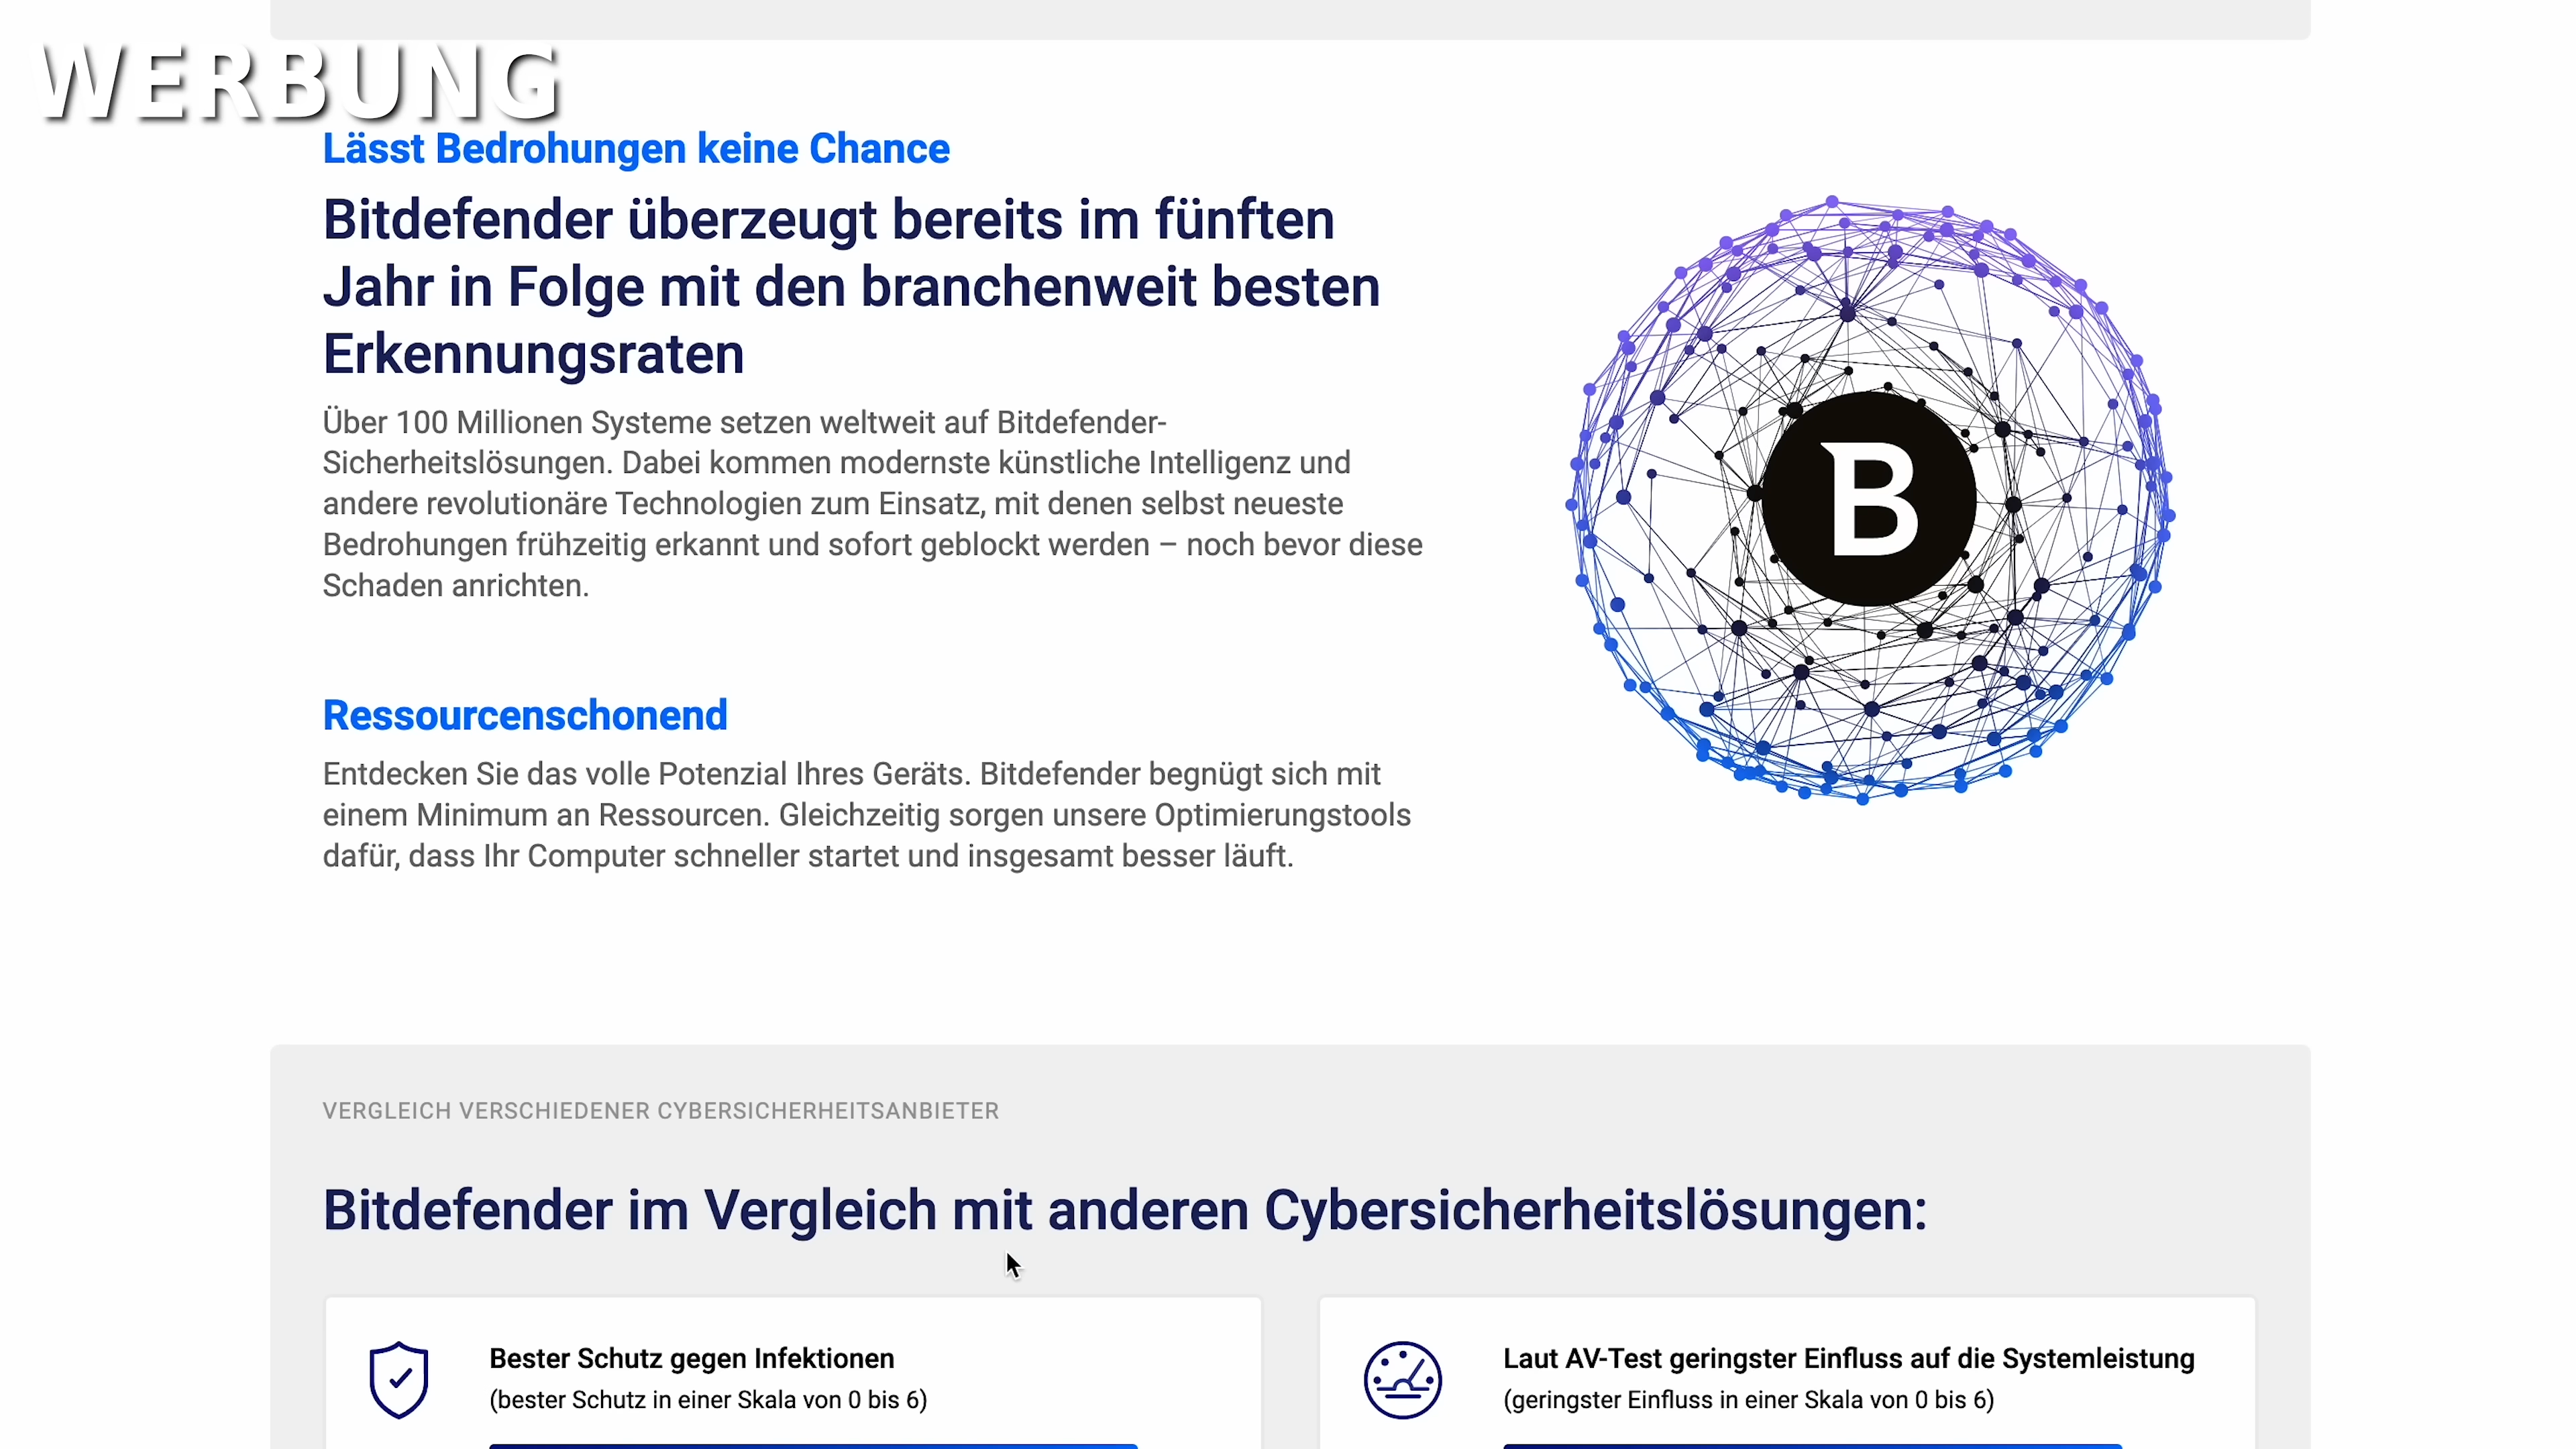 WERBUNG
Lässt Bedrohungen keine Chance
Bitdefender überzeugt bereits im fünften
Jahr in Folge mit den branchenweit besten
Erkennungsraten
Über 100 Millionen Systeme setzen weltweit auf Bitdefender-
Sicherheitslösungen. Dabei kommen modernste künstliche Intelligenz und
andere revolutionäre Technologien zum Einsatz, mit denen selbst neueste
Bedrohungen frühzeitig erkannt und sofort geblockt werden – noch bevor diese
Schaden anrichten.
B
Ressourcenschonend
Entdecken Sie das volle Potenzial Ihres Geräts. Bitdefender begnügt sich mit
einem Minimum an Ressourcen. Gleichzeitig sorgen unsere Optimierungstools
dafür, dass Ihr Computer schneller startet und insgesamt besser läuft.
VERGLEICH VERSCHIEDENER CYBERSICHERHEITSANBIETER
Bitdefender im Vergleich mit anderen Cybersicherheitslösungen:
Bester Schutz gegen Infektionen
(bester Schutz in einer Skala von 0 bis 6)
Laut AV-Test geringster Einfluss auf die Systemleistung
(geringster Einfluss in einer Skala von 0 bis 6)